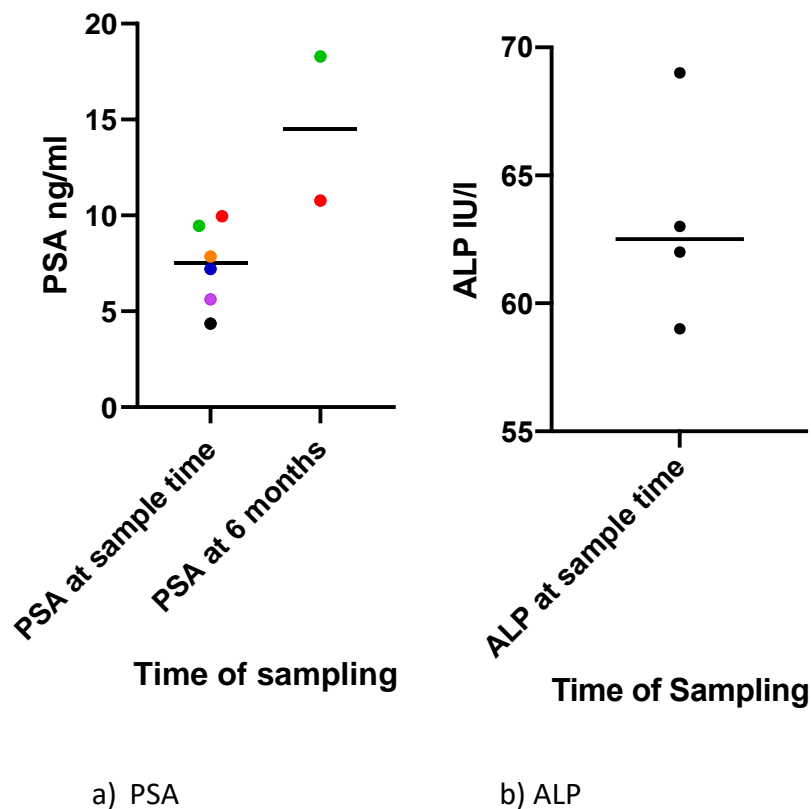 PSA ng/ml
20
15
10
5
0
PSA at sample time
PSA at 6 months
Time of sampling
a) PSA
ALP IU/l
70
65
60
55
ALP at sample time
Time of Sampling
b) ALP